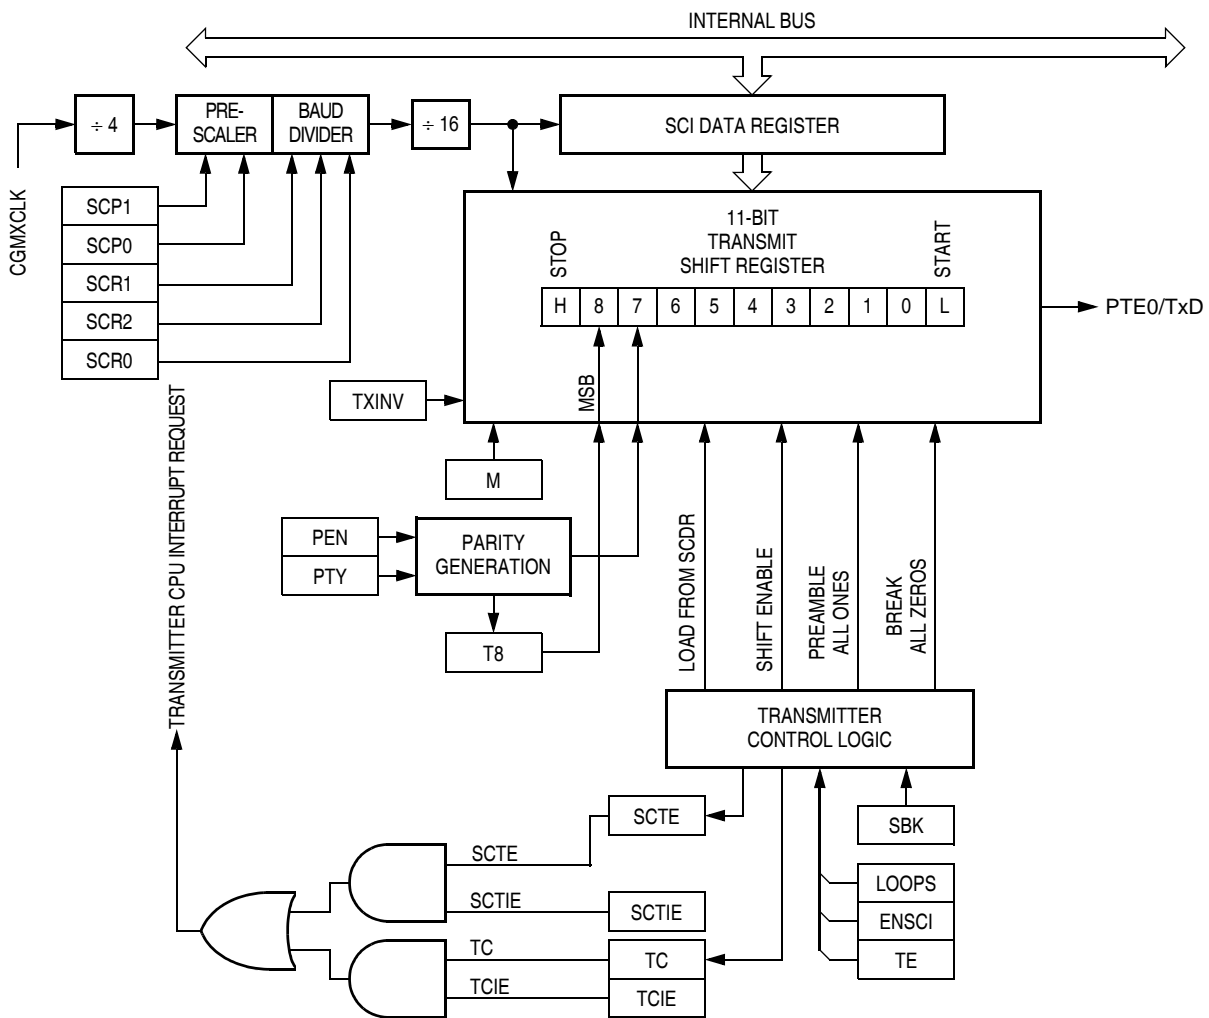 INTERNAL BUS
÷ 4
PRE-
SCALER
BAUD
DIVIDER
÷ 16
SCI DATA REGISTER
CGMXCLK
SCP1
SCP0
SCR1
SCR2
SCR0
11-BIT
TRANSMIT
SHIFT REGISTER
STOP
START
H 8 7 6 5 4 3 2 1 0 L
PTE0/TxD
MSB
TXINV
M
PEN
PTY
PARITY
GENERATION
T8
TRANSMITTER CPU INTERRUPT REQUEST
LOAD FROM SCDR
SHIFT ENABLE
PREAMBLE
ALL ONES
BREAK
ALL ZEROS
TRANSMITTER
CONTROL LOGIC
SCTE
SBK
SCTE
LOOPS
SCTIE
SCTIE
ENSCI
TC
TC
TE
TCIE
TCIE